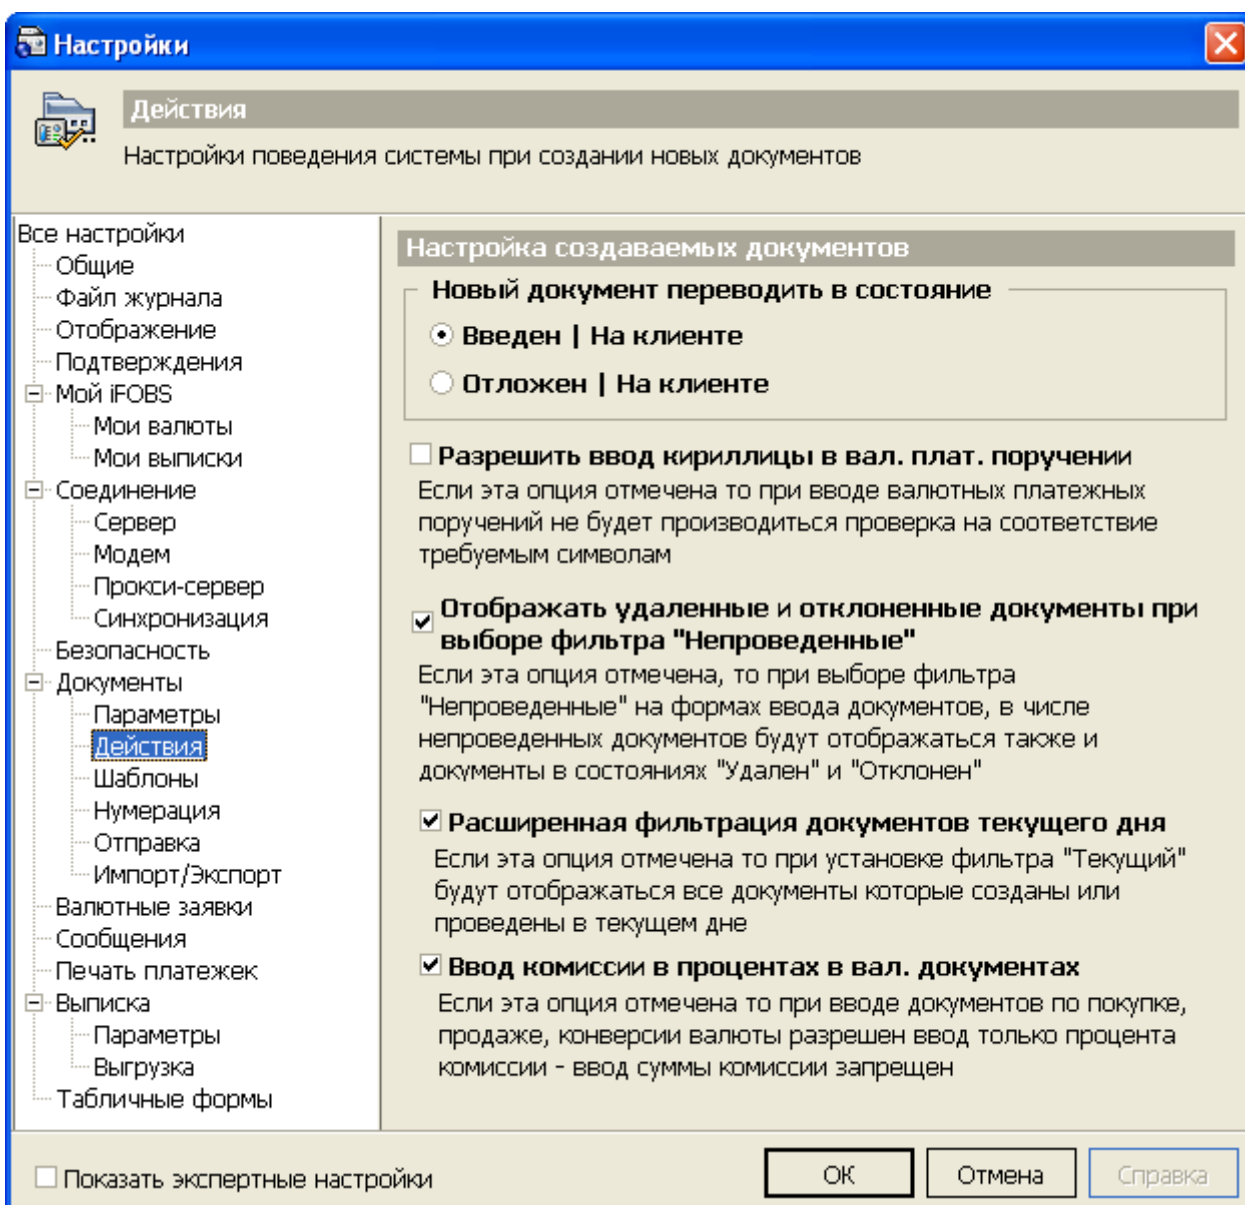 Настройки
Действия
Настройки поведения системы при создании новых документов
Все настройки
Общие
Файл журнала
Отображение
Подтверждения
Мой iFOBS
Мои валюты
Мои выписки
Соединение
Сервер
Модем
Прокси-сервер
Синхронизация
Безопасность
Документы
Параметры
Действия
Шаблоны
Нумерация
Отправка
Импорт/Экспорт
Валютные заявки
Сообщения
Печать платежек
Выписка
Параметры
Выгрузка
Табличные формы
Настройка создаваемых документов
Новый документ переводить в состояние
Введен | На клиенте
Отложен | На клиенте
Разрешить ввод кириллицы в вал. плат. поручении
Если эта опция отмечена то при вводе валютных платежных
поручений не будет производиться проверка на соответствие
требуемым символам
Отображать удаленные и отклоненные документы при
выборе фильтра "Непроведенные"
Если эта опция отмечена, то при выборе фильтра
"Непроведенные" на формах ввода документов, в числе
непроведенных документов будут отображаться также и
документы в состояниях "Удален" и "Отклонен"
Расширенная фильтрация документов текущего дня
Если эта опция отмечена то при установке фильтра "Текущий"
будут отображаться все документы которые созданы или
проведены в текущем дне
Ввод комиссии в процентах в вал. документах
Если эта опция отмечена то при вводе документов по покупке,
продаже, конверсии валюты разрешен ввод только процента
комиссии - ввод суммы комиссии запрещен
Показать экспертные настройки
ОК
Отмена
Справка